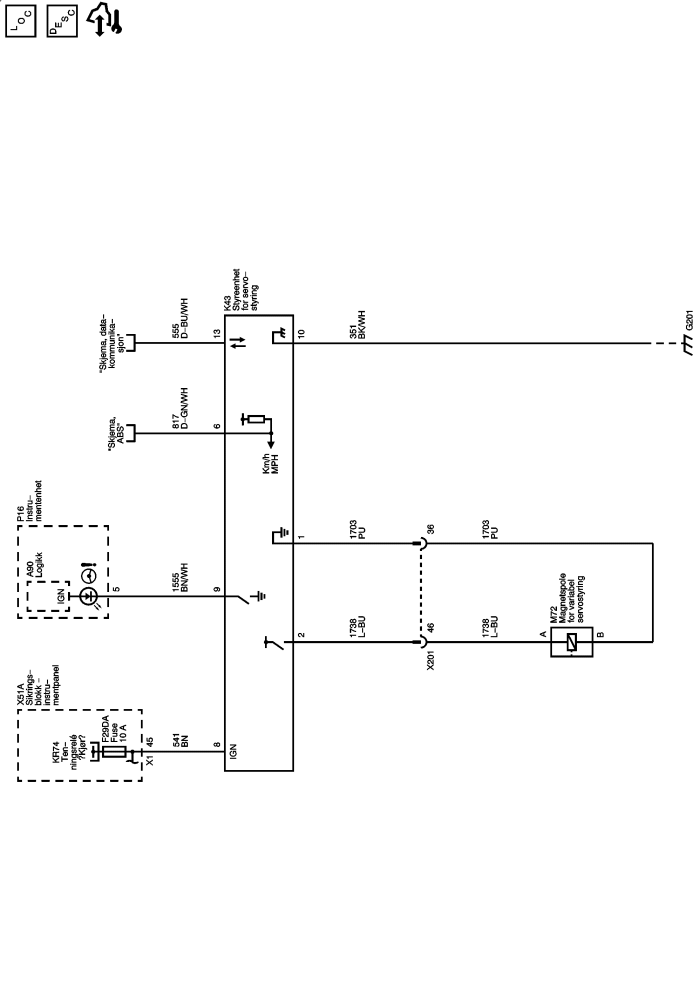 LOC
DESC
X51A
Sikrings-
blokk -
instru-
mentpanel
KR74
Ten-
ningsrelé
?Kjør?
F29DA
Fuse
10 A
X1
45
541
BN
8
IGN
P16
Instru-
mentenhet
A90
Logikk
IGN
5
1555
BN/WH
9
"Skjema,
ABS"
817
D-GN/WH
6
Km/h
MPH
"Skjema, data-
kommunika-
sjon"
555
D-BU/WH
13
K43
Styreenhet
for servo-
styring
2
1738
L-BU
46
X201
1738
L-BU
A
M72
Magnetspole
for variabel
servostyring
B
1
1703
PU
36
1703
PU
10
351
BK/WH
G201